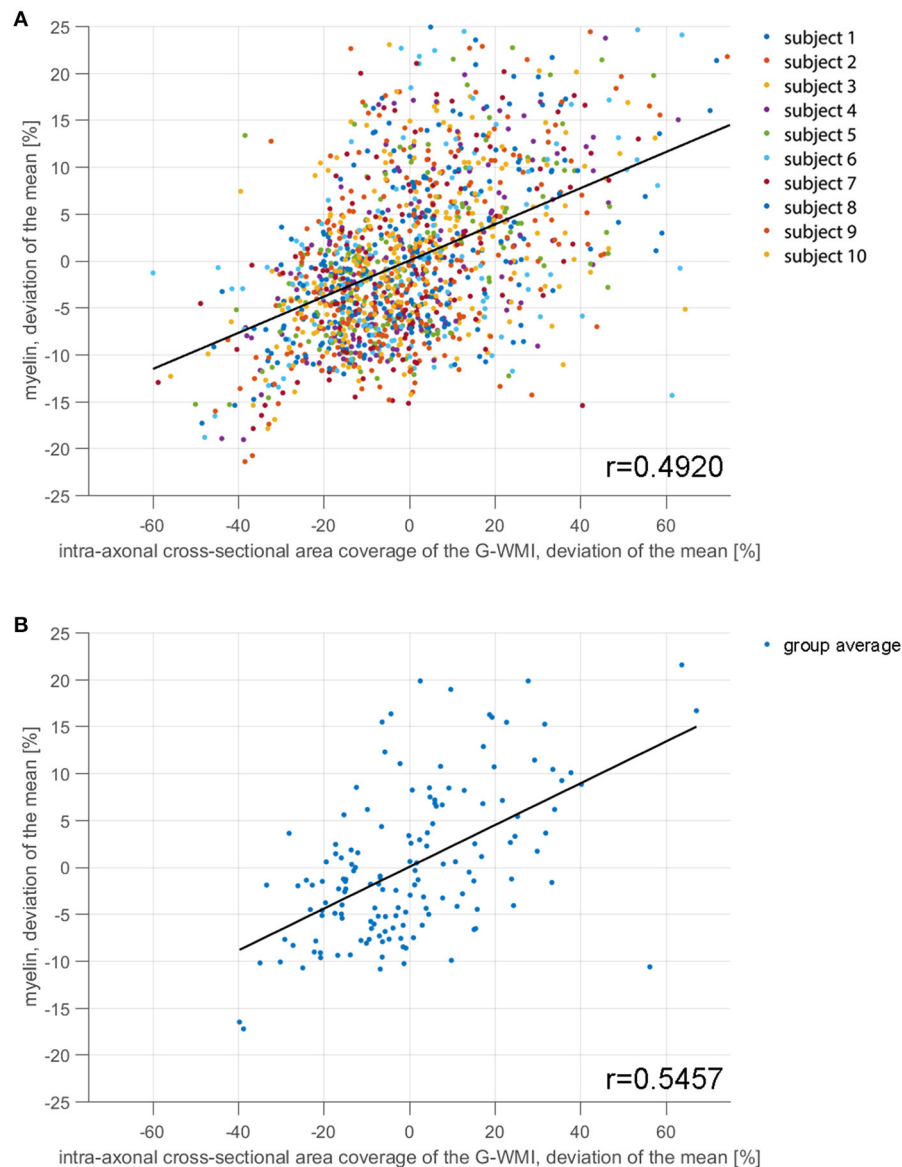 A
25
20
15
10
5
0
-5
-10
-15
-20
-25
myelin, deviation of the mean [%]
-60 -40 -20 0 20 40 60
intra-axonal cross-sectional area coverage of the G-WMI, deviation of the mean [%]
r=0.4920
subject 1
subject 2
subject 3
subject 4
subject 5
subject 6
subject 7
subject 8
subject 9
subject 10
B
25
20
15
10
5
0
-5
-10
-15
-20
-25
myelin, deviation of the mean [%]
-60 -40 -20 0 20 40 60
intra-axonal cross-sectional area coverage of the G-WMI, deviation of the mean [%]
r=0.5457
group average